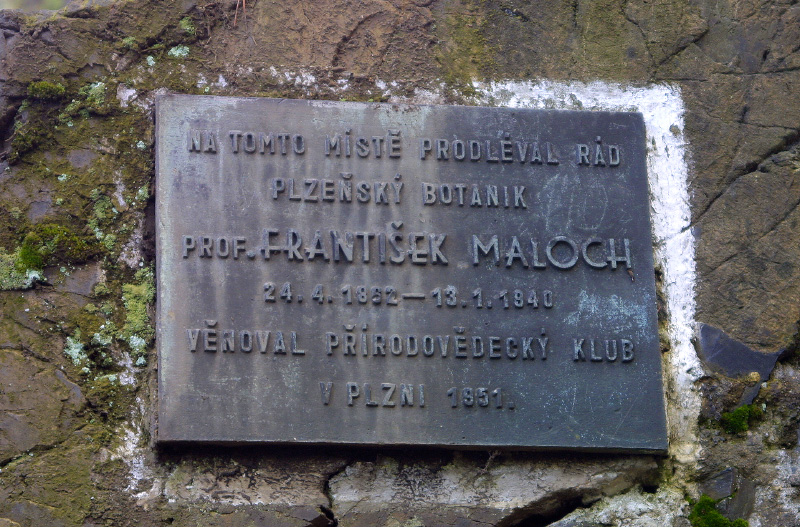 NA TOMTO MÍSTĚ PRODLÉVAL RÁD
PLZEŇSKÝ BOTANIK
PROF. FRANTIŠEK MALOCH
24. 4. 1862 — 13. 1. 1940
VĚNOVAL PŘÍRODOVĚDECKÝ KLUB
V PLZNI 1951.